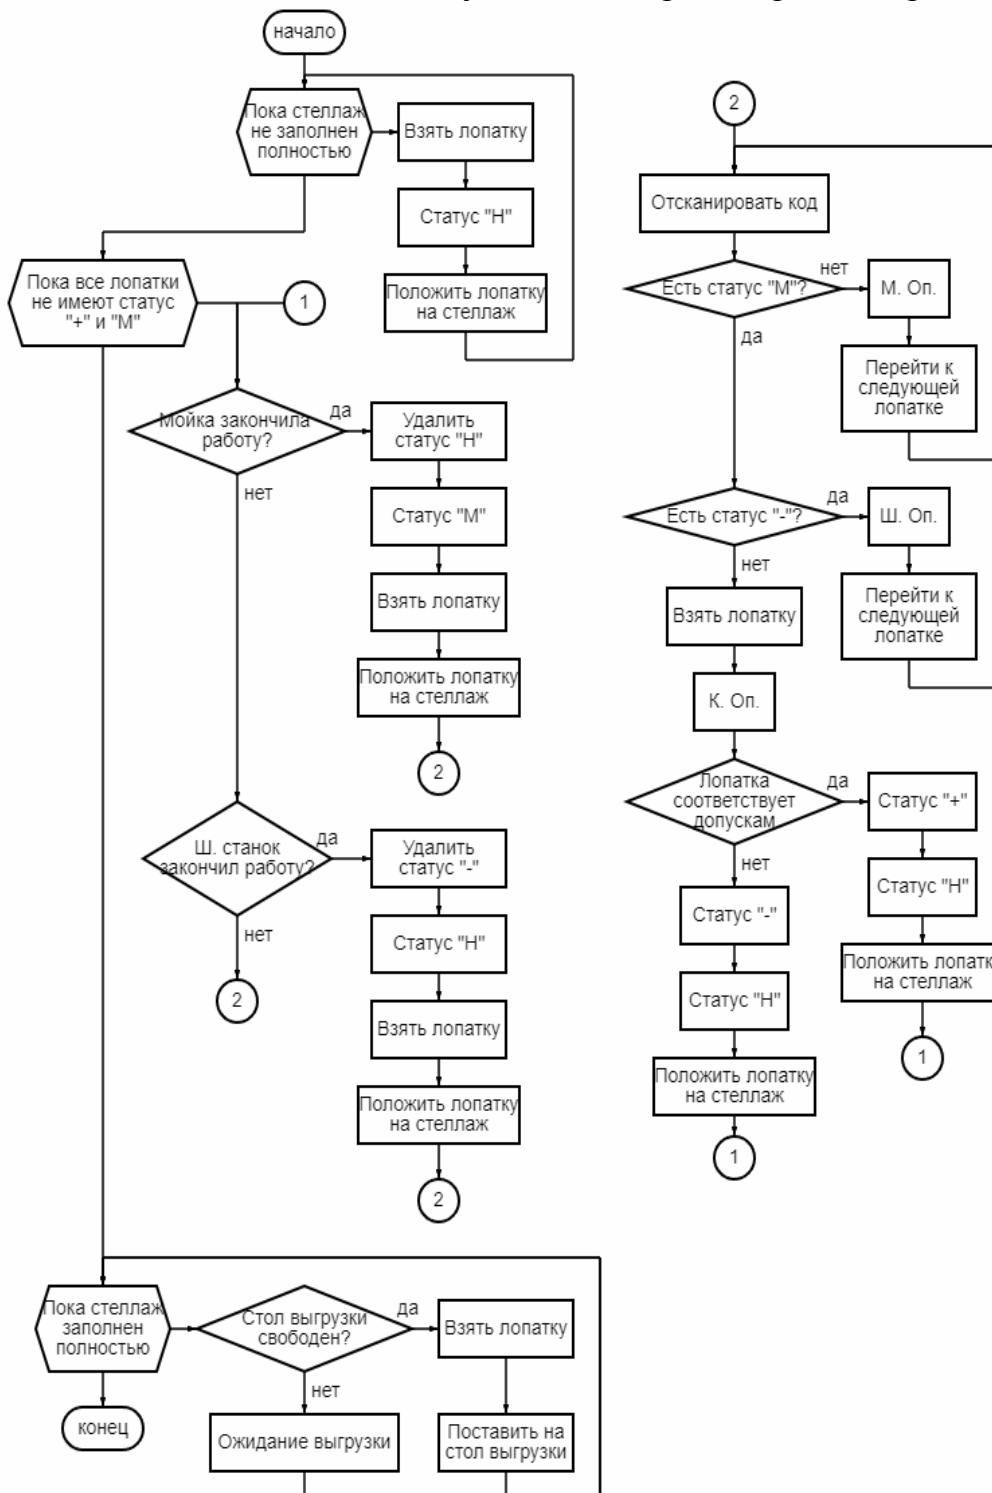 начало
Пока стеллаж
не заполнен
полностью
Взять лопатку
Статус "Н"
Положить лопатку
на стеллаж
Пока все лопатки
не имеют статус
"+" и "М"
1
Мойка закончила
работу?
да
нет
Удалить
статус "Н"
Статус "М"
Взять лопатку
Положить лопатку
на стеллаж
2
Ш. станок
закончил работу?
да
нет
2
Удалить
статус "-"
Статус "Н"
Взять лопатку
Положить лопатку
на стеллаж
2
Пока стеллаж
заполнен
полностью
конец
Стол выгрузки
свободен?
да
нет
Взять лопатку
Ожидание выгрузки
Поставить на
стол выгрузки
2
Отсканировать код
Есть статус "М"?
нет
да
М. Оп.
Перейти к
следующей
лопатке
Есть статус "-"?
да
нет
Ш. Оп.
Перейти к
следующей
лопатке
Взять лопатку
К. Оп.
Лопатка
соответствует
допускам
да
нет
Статус "+"
Статус "Н"
Положить лопатк
на стеллаж
1
Статус "-"
Статус "Н"
Положить лопатку
на стеллаж
1